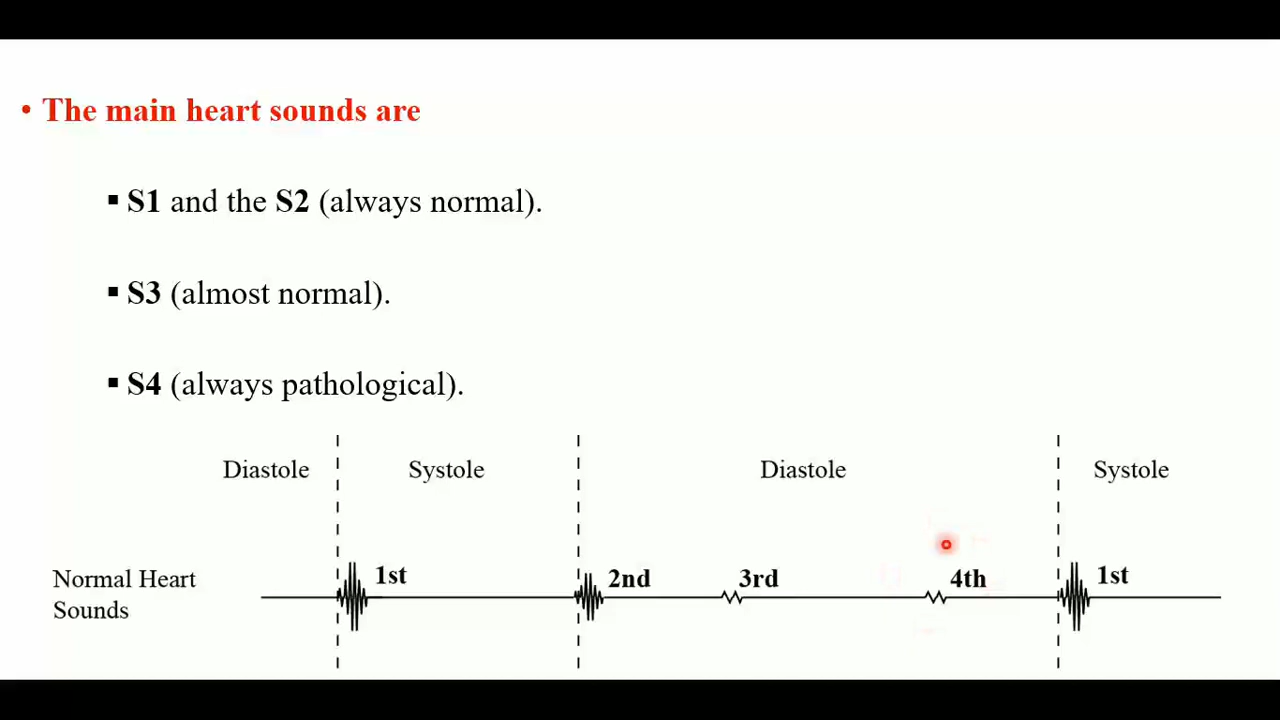 • The main heart sounds are
▪ S1 and the S2 (always normal).
▪ S3 (almost normal).
▪ S4 (always pathological).
Diastole Systole Diastole Systole
Normal Heart
Sounds
1st 2nd 3rd 4th 1st